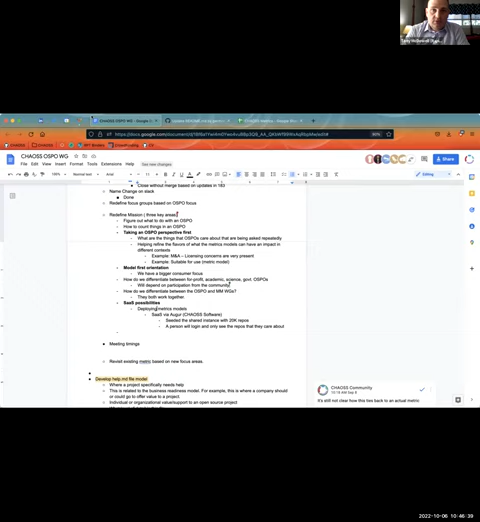 CHAOSS OSPO WG - Google D
CHAOSS OSPO WG
File Edit View Insert Format Tools Extensions Help See new changes
Share
Normal text
Editing
Close without merge based on updates in 183
Name Change on slack
Done
Redefine focus groups based on OSPO focus
Redefine Mission ( three key areas)
Figure out what to do with an OSPO
How to count things in an OSPO
Taking an OSPO perspective first
What are the things that OSPOs care about that are being asked repeatedly
Helping refine the flavors of what the metrics models can have an impact in
different contexts
Example: M&A – Licensing concerns are very present
Example: Suitable for use (metric model)
Model first orientation
We have a bigger consumer focus
How do we differentiate between for-profit, academic, science, govt. OSPOs
Will depend on participation from the community
How do we differentiate between the OSPO and MM WGs?
They both work together.
SaaS possibilities
Deploying metrics models
SaaS via Augur (CHAOSS Software)
Seeded the shared instance with 20K repos
A person will login and only see the repos that they care about
Meeting timings
Revisit existing metric based on new focus areas.
Develop help.md file model
Where a project specifically needs help
This is related to the business readiness model. For example, this is where a company should
or could go to offer value to a project.
Individual or organizational value/support to an open source project
CHAOSS Community
It's still not clear how this ties back to an actual metric
2022-10-06 10:46:39